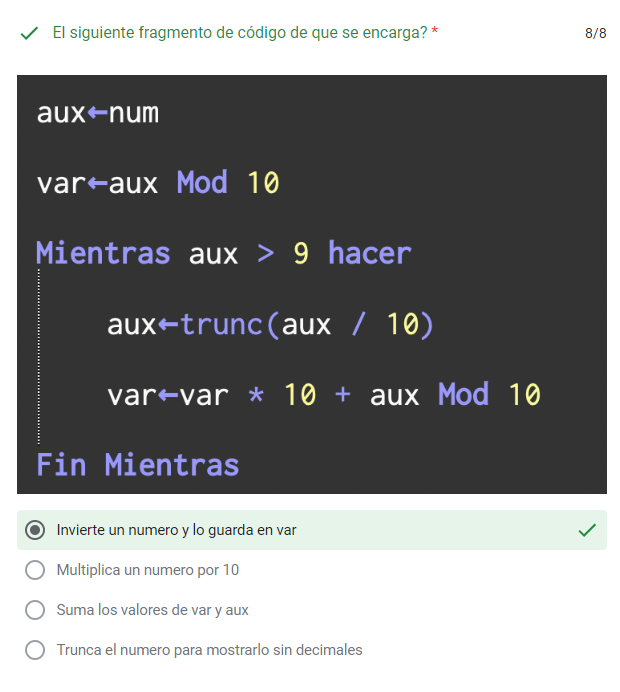 El siguiente fragmento de código de que se encarga? *
8/8
aux←num
var←aux Mod 10
Mientras aux > 9 hacer
aux←trunc(aux / 10)
var←var * 10 + aux Mod 10
Fin Mientras
Invierte un numero y lo guarda en var
Multiplica un numero por 10
Suma los valores de var y aux
Trunca el numero para mostrarlo sin decimales